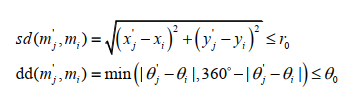 sd(m'_j, m_i) = √((x'_j − x_i)² + (y'_j − y_i)²) ≤ r_0
dd(m'_j, m_i) = min(|θ'_j − θ_i|, 360° − |θ'_j − θ_i|) ≤ θ_0